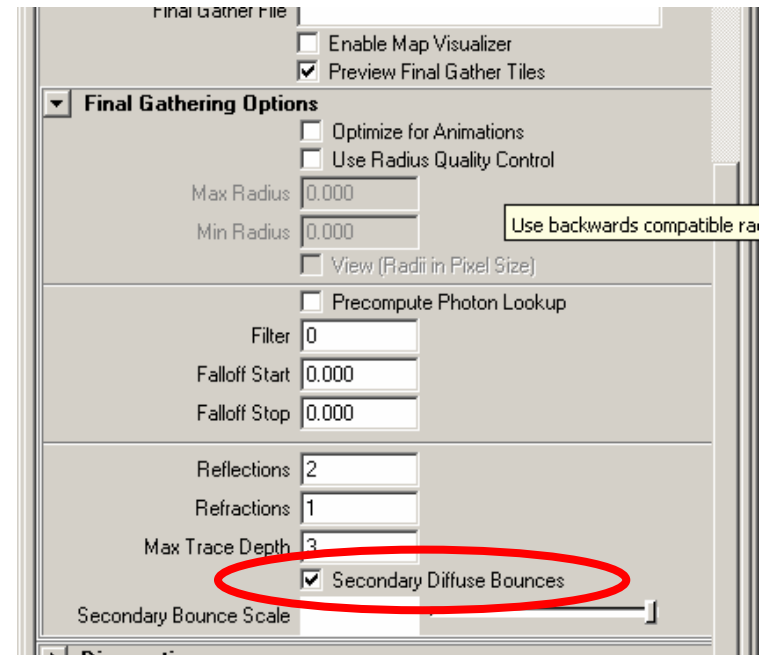 Final Gather File
Enable Map Visualizer
Preview Final Gather Tiles
Final Gathering Options
Optimize for Animations
Use Radius Quality Control
Max Radius 0.000
Use backwards compatible
Min Radius 0.000
View (Radii in Pixel Size)
Precompute Photon Lookup
Filter 0
Falloff Start 0.000
Falloff Stop 0.000
Reflections 2
Refractions 1
Max Trace Depth 3
Secondary Diffuse Bounces
Secondary Bounce Scale